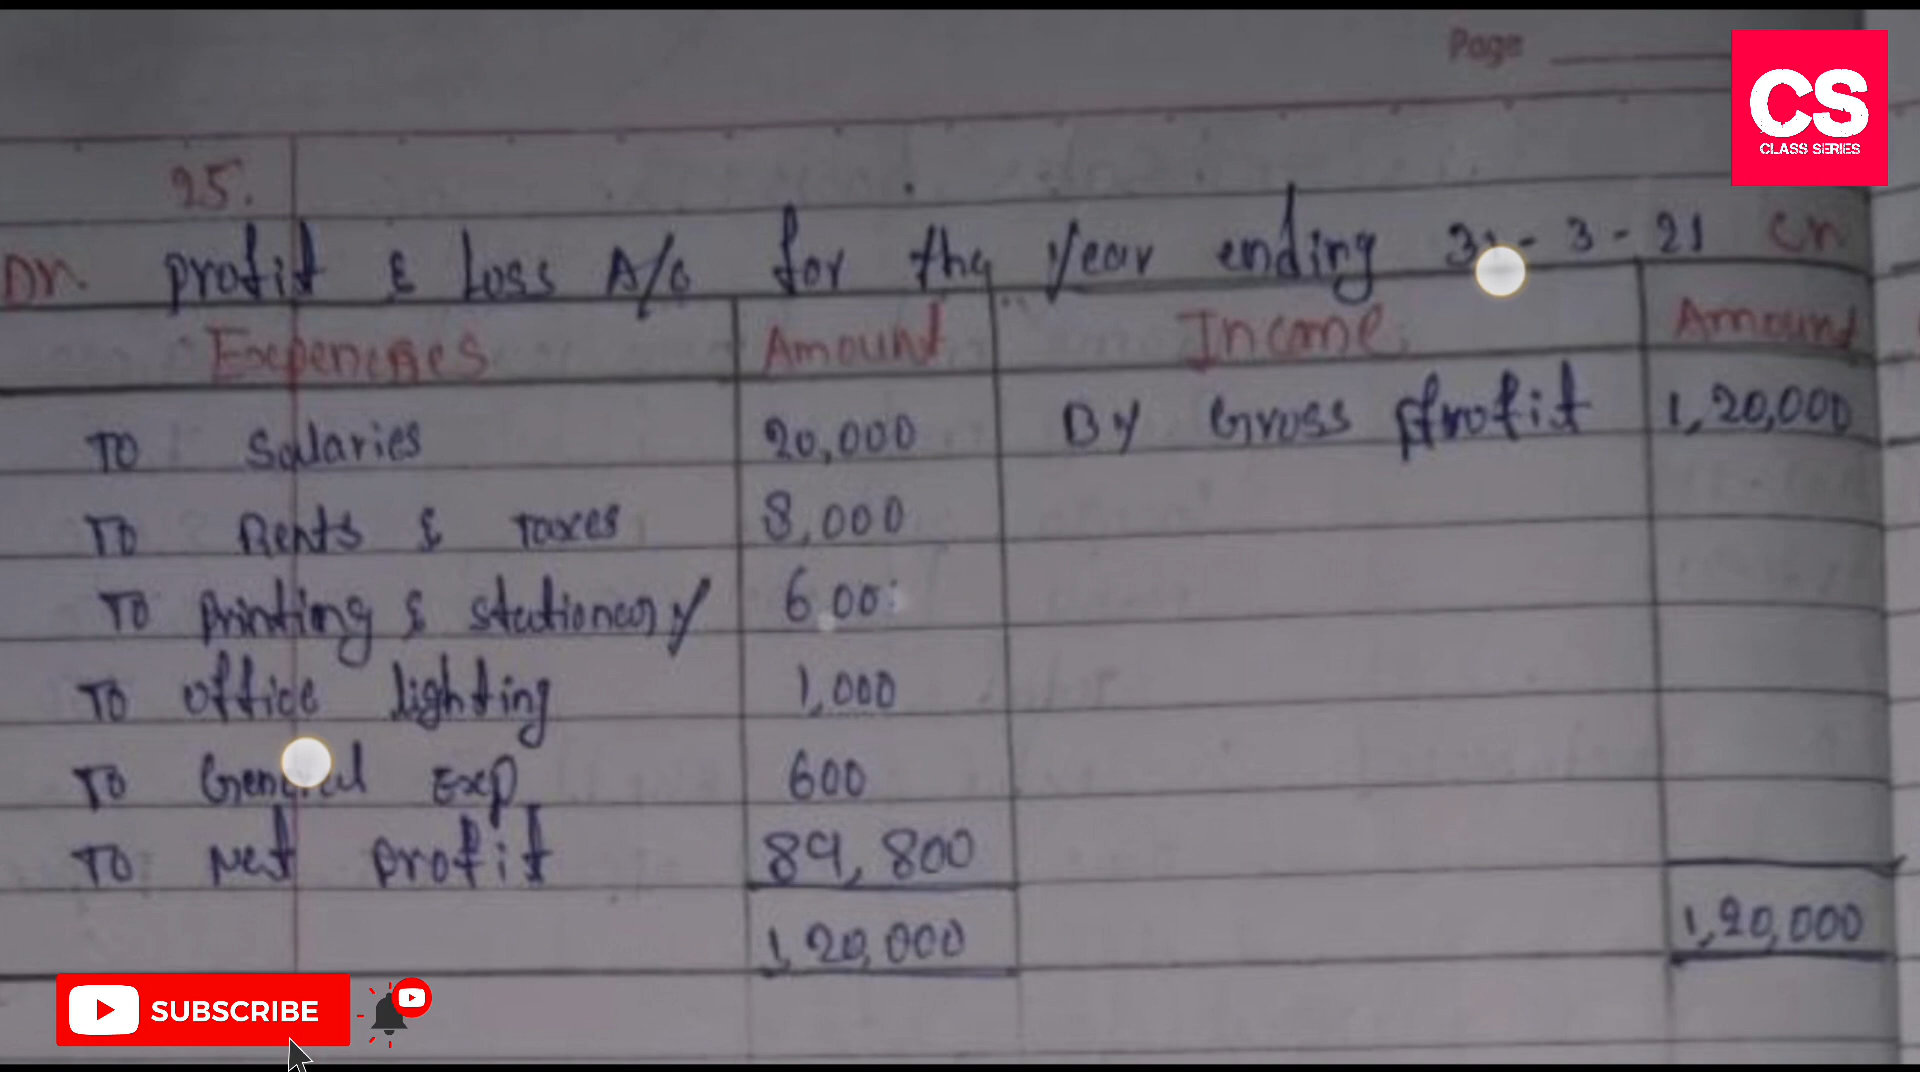 Page
CS
CLASS SERIES
25.
Dr. profit & Loss A/c for the Year ending 31-3-21 Cr
Expenceses Amount Income Amount
To Salaries 20,000 By Gross profit 1,20,000
To Rents & Taxes 8,000
To printing & stationery 600
To office lighting 1,000
To General Exp 600
To Net profit 89,800
1,20,000 1,20,000
SUBSCRIBE